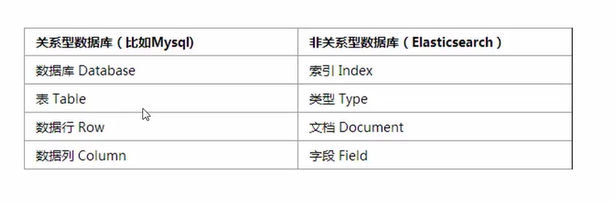 关系型数据库（比如Mysql) 非关系型数据库（Elasticsearch）
数据库 Database 索引 Index
表 Table 类型 Type
数据行 Row 文档 Document
数据列 Column 字段 Field